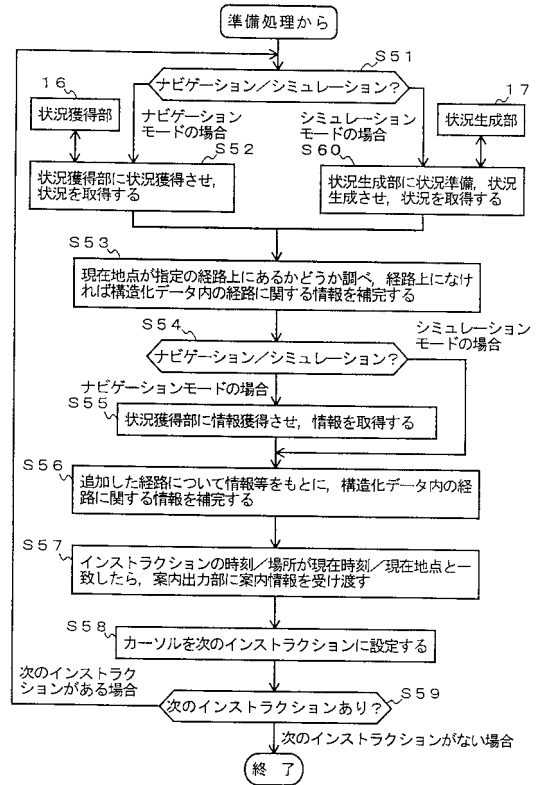 準備処理から
S51
ナビゲーション／シミュレーション？
16
状況獲得部
ナビゲーション
モードの場合
S52
シミュレーション
モードの場合
S60
17
状況生成部
状況獲得部に状況獲得させ，
状況を取得する
状況生成部に状況準備，状況
生成させ，状況を取得する
S53
現在地点が指定の経路上にあるかどうか調べ，経路上になけ
れば構造化データ内の経路に関する情報を補完する
S54
ナビゲーション／シミュレーション？
シミュレーション
モードの場合
ナビゲーションモードの場合
S55
状況獲得部に情報獲得させ，情報を取得する
S56
追加した経路について情報等をもとに，構造化データ内の経
路に関する情報を補完する
S57
インストラクションの時刻／場所が現在時刻／現在地点と一
致したら，案内出力部に案内情報を受け渡す
S58
カーソルを次のインストラクションに設定する
次のインストラク
ションがある場合
S59
次のインストラクションあり？
次のインストラクションがない場合
終了